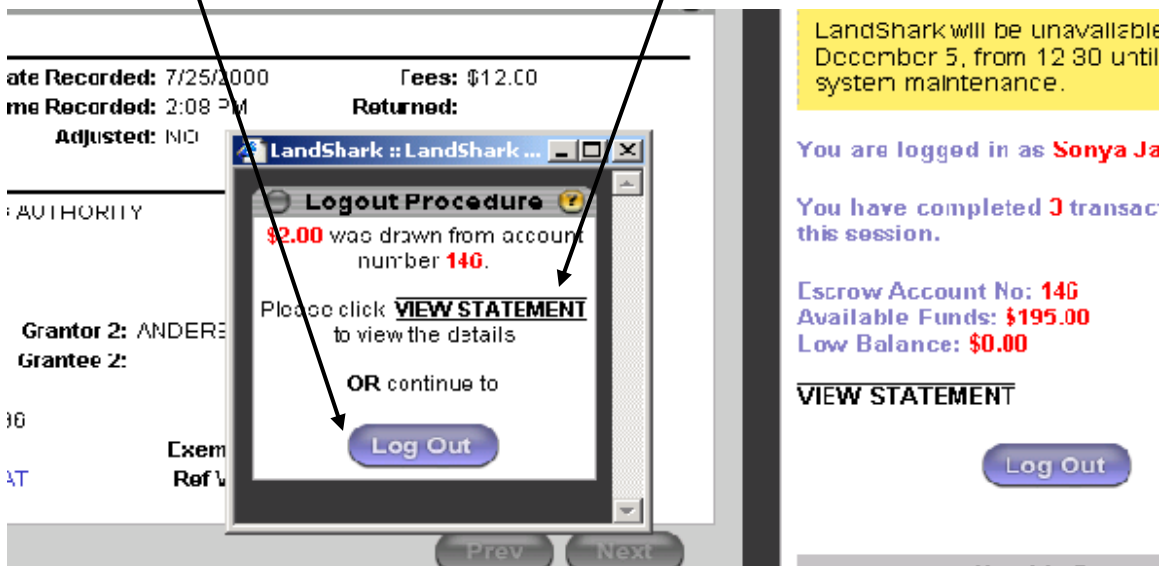 ate Recorded: 7/25/2000 Fees: $12.00
me Recorded: 2:08 PM Returned:
Adjusted: NO
AUTHORITY
Grantor 2: ANDERS
Grantee 2:
Exem
AT Ref V
Prev Next
LandShark :: LandShark ...
Logout Procedure ?
$2.00 was drawn from account
number 146.
Please click VIEW STATEMENT
to view the details
OR continue to
Log Out
LandShark will be unavailable
December 5, from 12:30 until
system maintenance.
You are logged in as Sonya Ja
You have completed 3 transact
this session.
Escrow Account No: 146
Available Funds: $195.00
Low Balance: $0.00
VIEW STATEMENT
Log Out